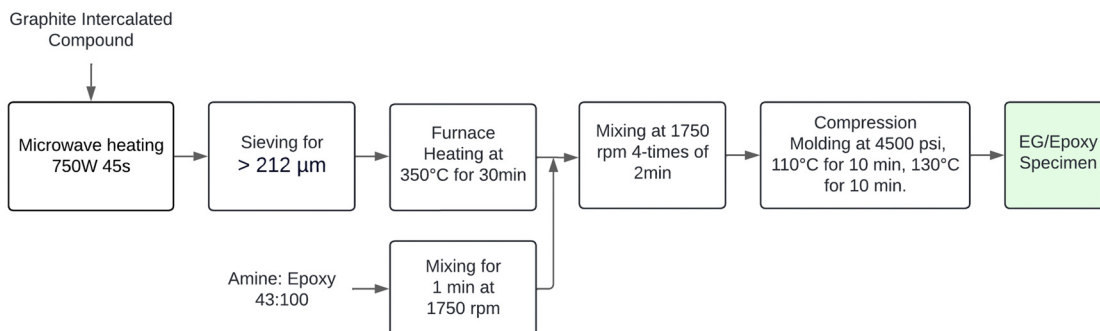 Graphite Intercalated
Compound
Microwave heating
750W 45s
Sieving for
> 212 µm
Furnace
Heating at
350°C for 30min
Mixing at 1750
rpm 4-times of
2min
Compression
Molding at 4500 psi,
110°C for 10 min, 130°C
for 10 min.
EG/Epoxy
Specimen
Amine: Epoxy
43:100
Mixing for
1 min at
1750 rpm